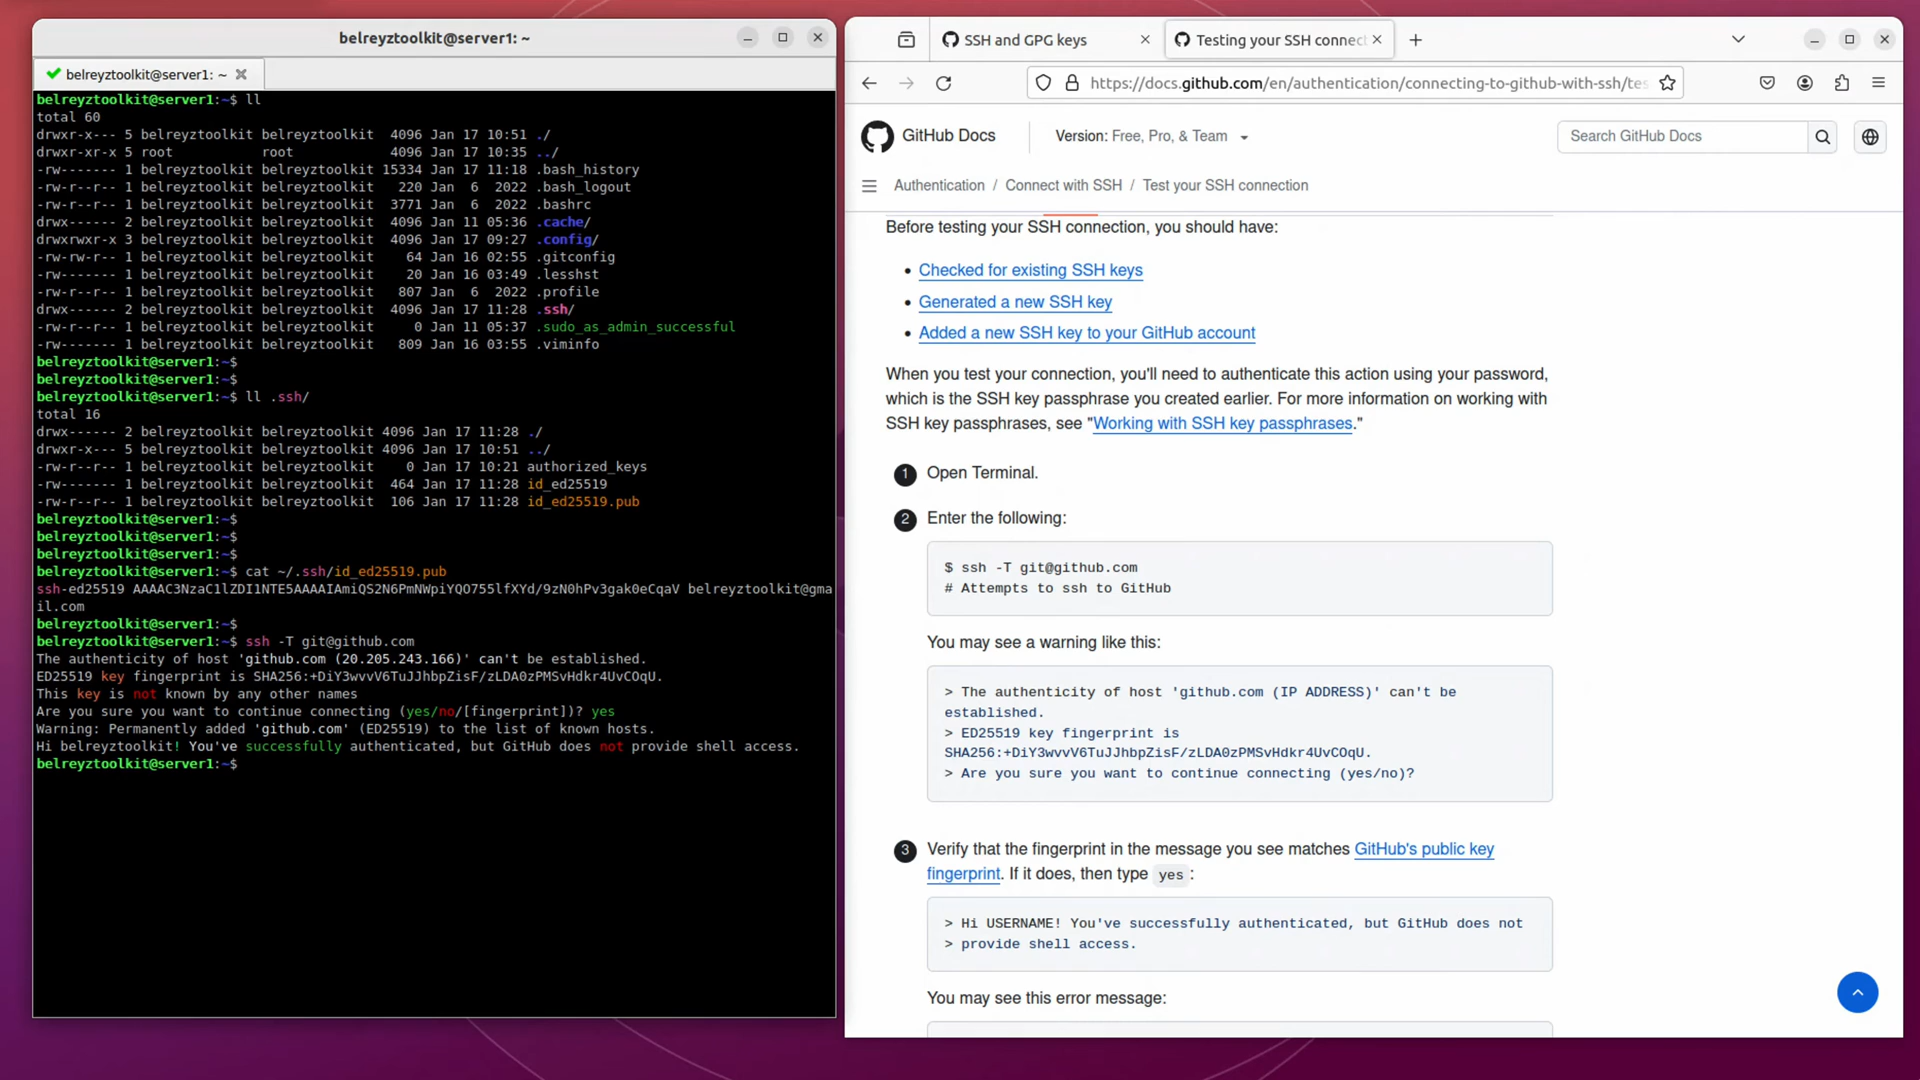 belreyztoolkit@server1: ~
belreyztoolkit@server1: ~
belreyztoolkit@server1:~$ ll
total 60
drwxr-x--- 5 belreyztoolkit belreyztoolkit  4096 Jan 17 10:51 ./
drwxr-xr-x 5 root           root            4096 Jan 17 10:35 ../
-rw------- 1 belreyztoolkit belreyztoolkit 15334 Jan 17 11:18 .bash_history
-rw-r--r-- 1 belreyztoolkit belreyztoolkit   220 Jan  6  2022 .bash_logout
-rw-r--r-- 1 belreyztoolkit belreyztoolkit  3771 Jan  6  2022 .bashrc
drwx------ 2 belreyztoolkit belreyztoolkit  4096 Jan 11 05:36 .cache/
drwxrwxr-x 3 belreyztoolkit belreyztoolkit  4096 Jan 17 09:27 .config/
-rw-rw-r-- 1 belreyztoolkit belreyztoolkit    64 Jan 16 02:55 .gitconfig
-rw------- 1 belreyztoolkit belreyztoolkit    20 Jan 16 03:49 .lesshst
-rw-r--r-- 1 belreyztoolkit belreyztoolkit   807 Jan  6  2022 .profile
drwx------ 2 belreyztoolkit belreyztoolkit  4096 Jan 17 11:28 .ssh/
-rw-r--r-- 1 belreyztoolkit belreyztoolkit     0 Jan 11 05:37 .sudo_as_admin_successful
-rw------- 1 belreyztoolkit belreyztoolkit   809 Jan 16 03:55 .viminfo
belreyztoolkit@server1:~$
belreyztoolkit@server1:~$
belreyztoolkit@server1:~$ ll .ssh/
total 16
drwx------ 2 belreyztoolkit belreyztoolkit 4096 Jan 17 11:28 ./
drwxr-x--- 5 belreyztoolkit belreyztoolkit 4096 Jan 17 10:51 ../
-rw-r--r-- 1 belreyztoolkit belreyztoolkit    0 Jan 17 10:21 authorized_keys
-rw------- 1 belreyztoolkit belreyztoolkit  464 Jan 17 11:28 id_ed25519
-rw-r--r-- 1 belreyztoolkit belreyztoolkit  106 Jan 17 11:28 id_ed25519.pub
belreyztoolkit@server1:~$
belreyztoolkit@server1:~$
belreyztoolkit@server1:~$
belreyztoolkit@server1:~$ cat ~/.ssh/id_ed25519.pub
ssh-ed25519 AAAAC3NzaC1lZDI1NTE5AAAAIAmiQS2N6PmNWpiYQO755lfXYd/9zN0hPv3gak0eCqaV belreyztoolkit@gma
il.com
belreyztoolkit@server1:~$
belreyztoolkit@server1:~$ ssh -T git@github.com
The authenticity of host 'github.com (20.205.243.166)' can't be established.
ED25519 key fingerprint is SHA256:+DiY3wvvV6TuJJhbpZisF/zLDA0zPMSvHdkr4UvCOqU.
This key is not known by any other names
Are you sure you want to continue connecting (yes/no/[fingerprint])? yes
Warning: Permanently added 'github.com' (ED25519) to the list of known hosts.
Hi belreyztoolkit! You've successfully authenticated, but GitHub does not provide shell access.
belreyztoolkit@server1:~$
SSH and GPG keys
Testing your SSH connect
https://docs.github.com/en/authentication/connecting-to-github-with-ssh/tes
GitHub Docs
Version: Free, Pro, & Team
Search GitHub Docs
Authentication / Connect with SSH / Test your SSH connection
Before testing your SSH connection, you should have:
• Checked for existing SSH keys
• Generated a new SSH key
• Added a new SSH key to your GitHub account
When you test your connection, you'll need to authenticate this action using your password,
which is the SSH key passphrase you created earlier. For more information on working with
SSH key passphrases, see "Working with SSH key passphrases."
1 Open Terminal.
2 Enter the following:
$ ssh -T git@github.com
# Attempts to ssh to GitHub
You may see a warning like this:
> The authenticity of host 'github.com (IP ADDRESS)' can't be
established.
> ED25519 key fingerprint is
SHA256:+DiY3wvvV6TuJJhbpZisF/zLDA0zPMSvHdkr4UvCOqU.
> Are you sure you want to continue connecting (yes/no)?
3 Verify that the fingerprint in the message you see matches GitHub's public key
fingerprint. If it does, then type yes:
> Hi USERNAME! You've successfully authenticated, but GitHub does not
> provide shell access.
You may see this error message: